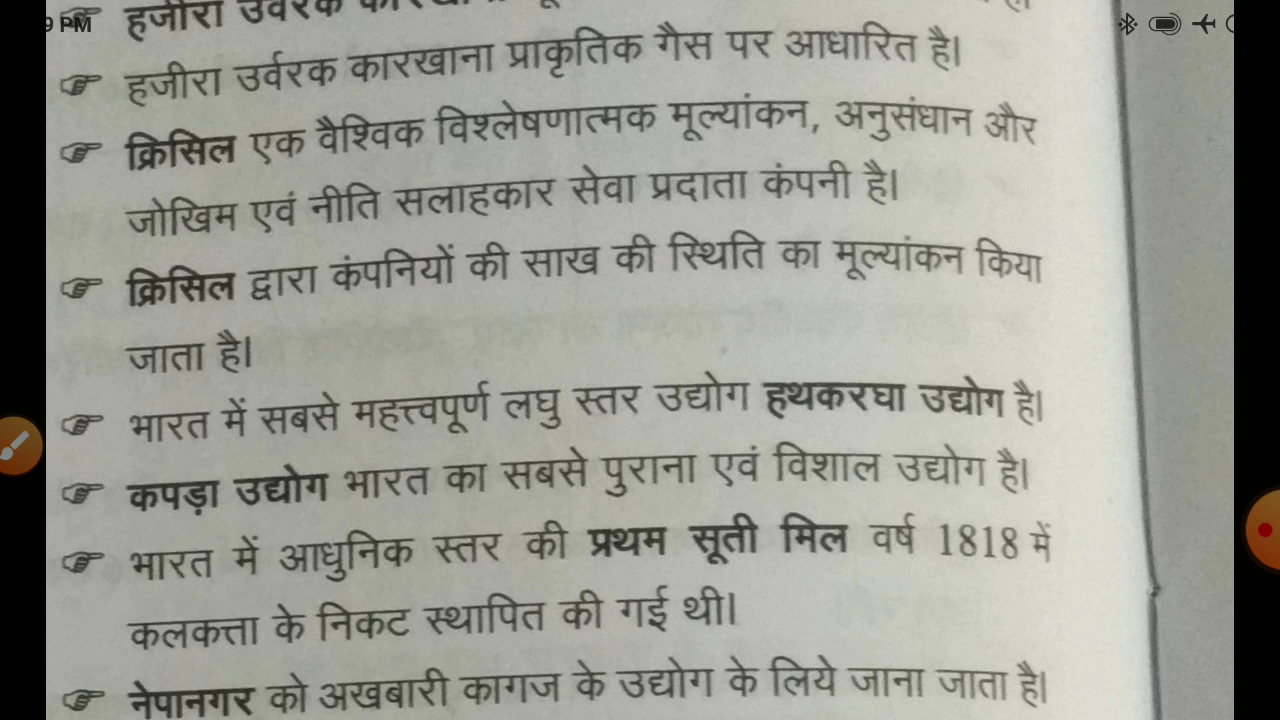 9 PM
हजीरा उर्वरक
हजीरा उर्वरक कारखाना प्राकृतिक गैस पर आधारित है।
क्रिसिल एक वैश्विक विश्लेषणात्मक मूल्यांकन, अनुसंधान और
जोखिम एवं नीति सलाहकार सेवा प्रदाता कंपनी है।
क्रिसिल द्वारा कंपनियों की साख की स्थिति का मूल्यांकन किया
जाता है।
भारत में सबसे महत्त्वपूर्ण लघु स्तर उद्योग हथकरघा उद्योग है।
कपड़ा उद्योग भारत का सबसे पुराना एवं विशाल उद्योग है।
भारत में आधुनिक स्तर की प्रथम सूती मिल वर्ष 1818 में
कलकत्ता के निकट स्थापित की गई थी।
नेपानगर को अखबारी कागज के उद्योग के लिये जाना जाता है।